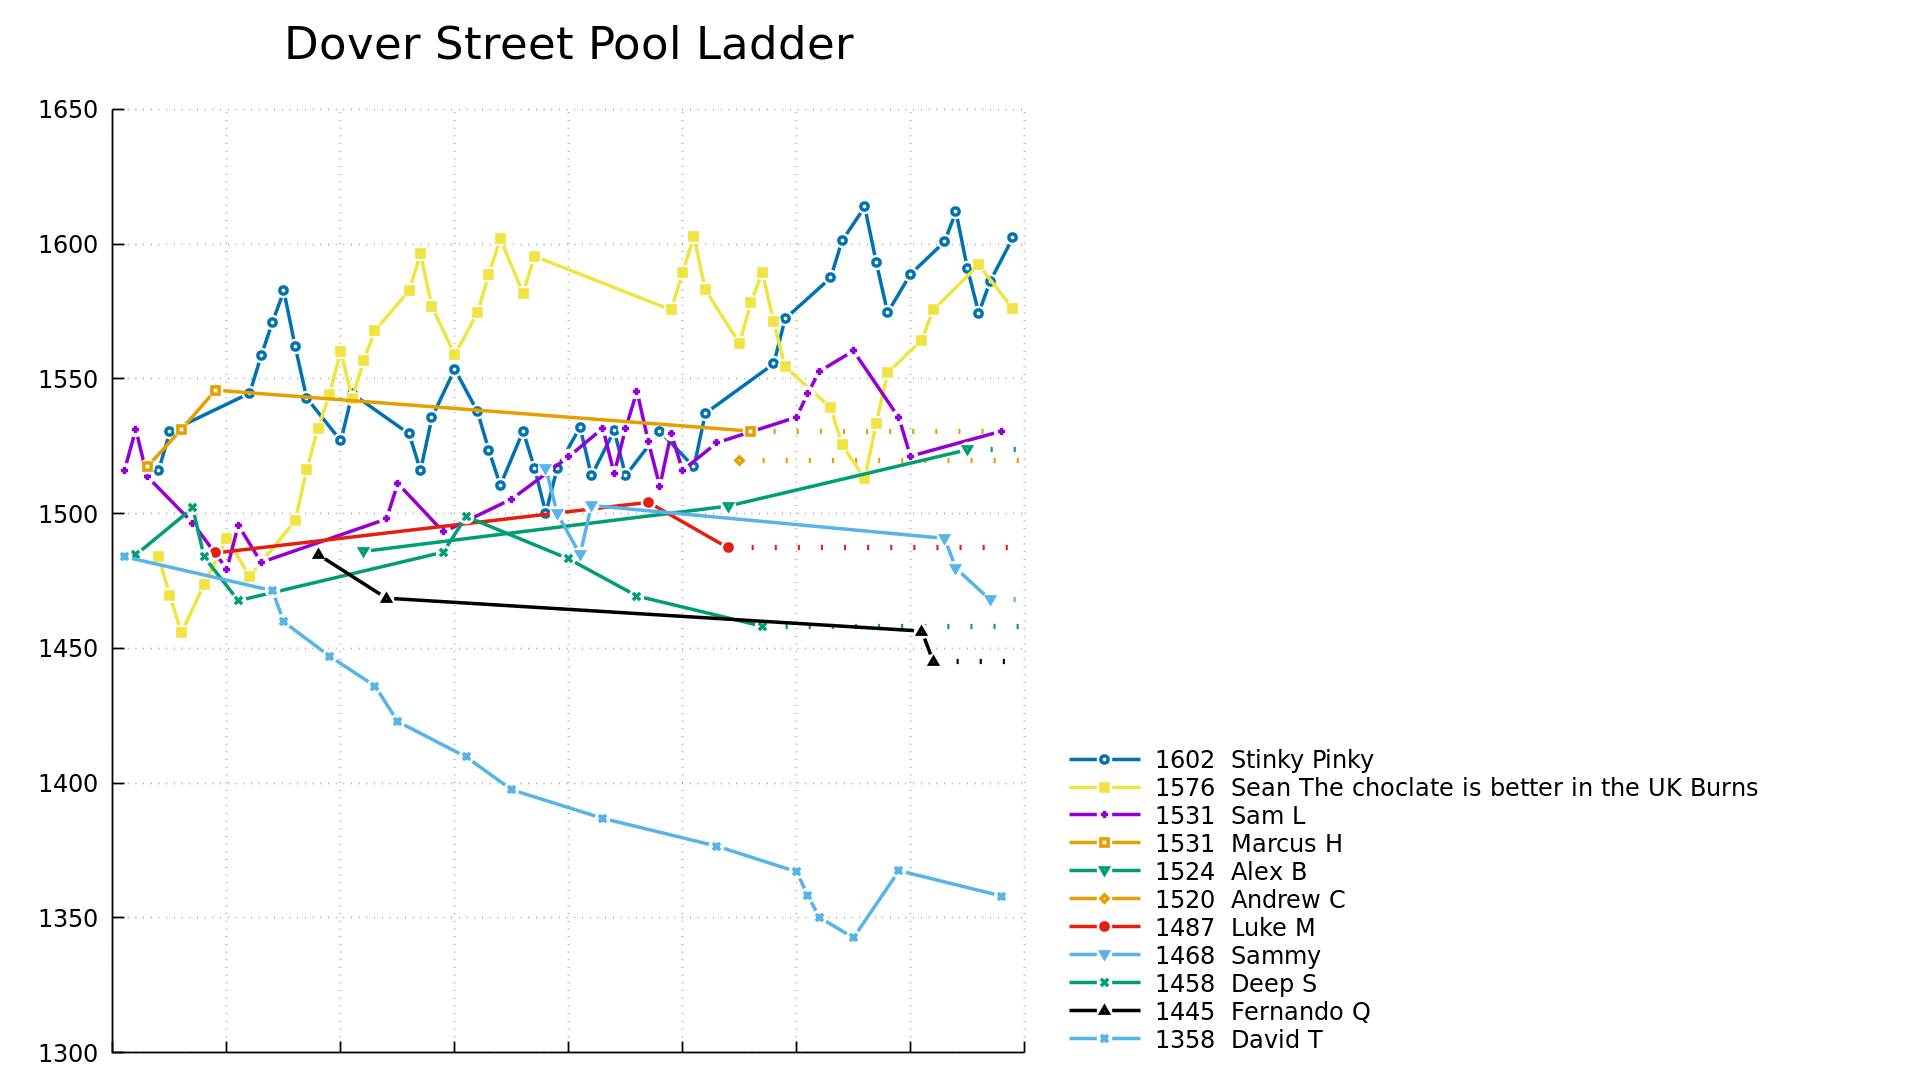 Dover Street Pool Ladder
1650
1600
1550
1500
1450
1400
1350
1300
1602 Stinky Pinky
1576 Sean The choclate is better in the UK Burns
1531 Sam L
1531 Marcus H
1524 Alex B
1520 Andrew C
1487 Luke M
1468 Sammy
1458 Deep S
1445 Fernando Q
1358 David T